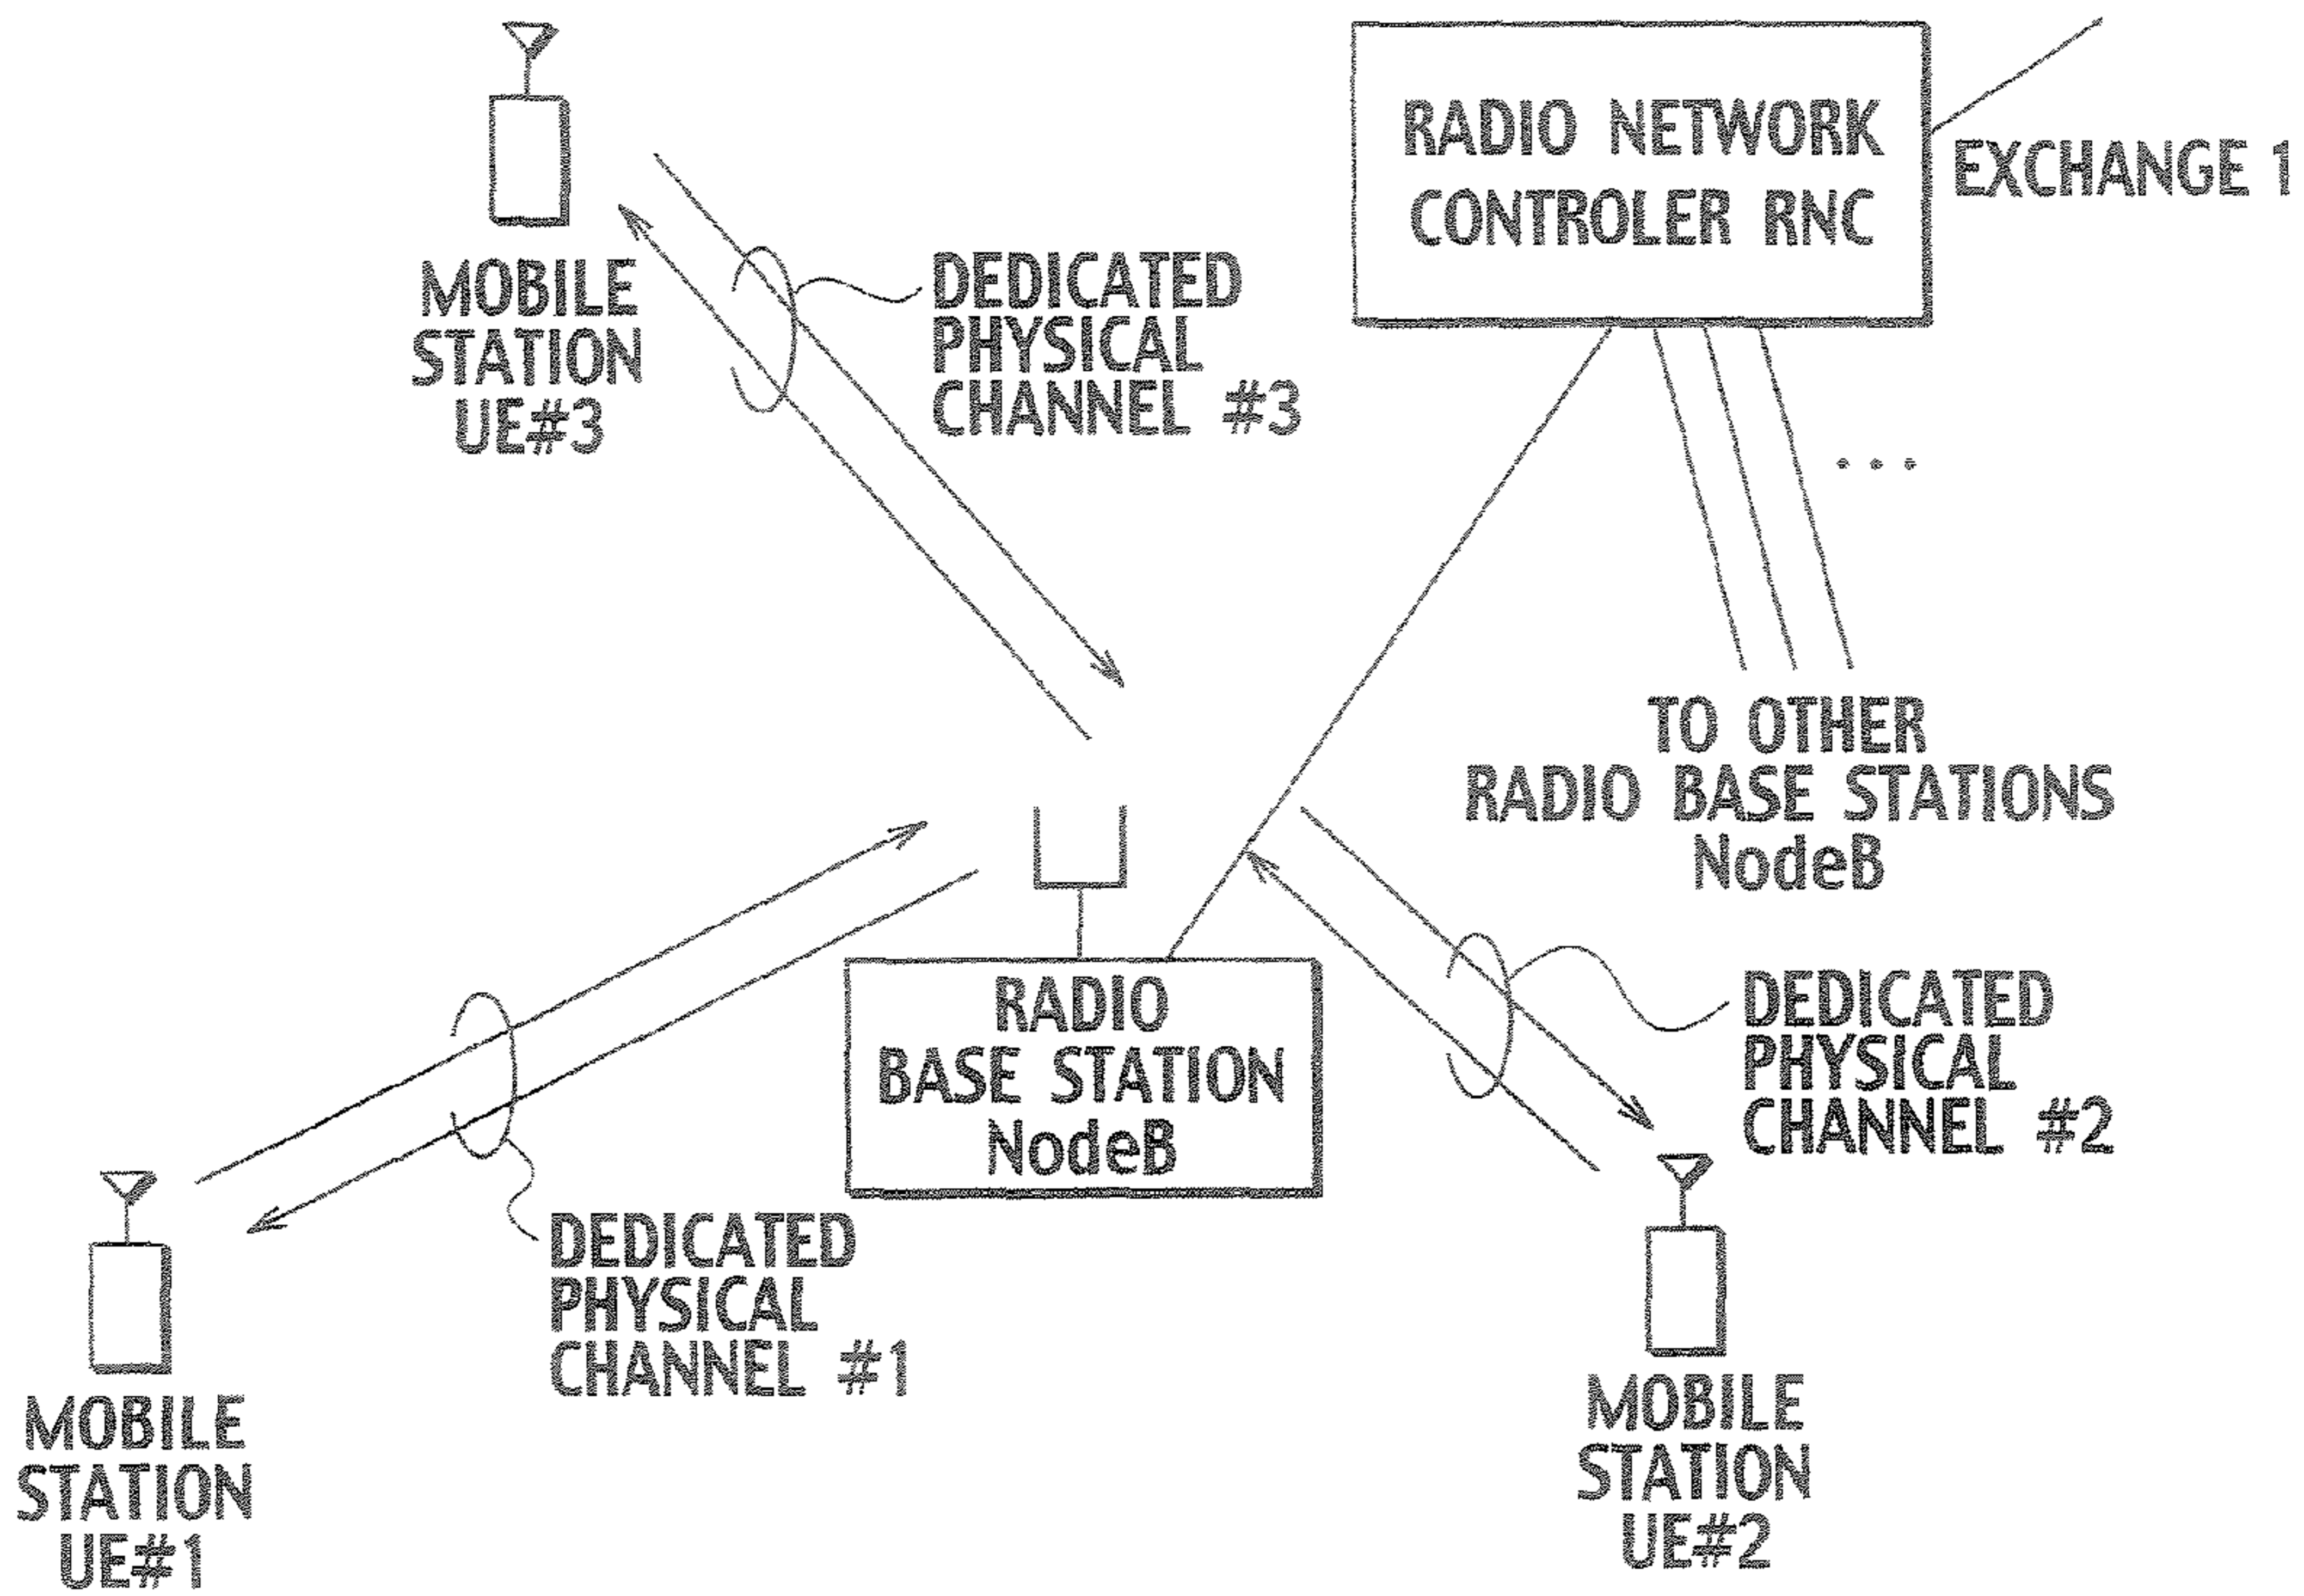 RADIO NETWORK
CONTROLER RNC
EXCHANGE 1
MOBILE
STATION
UE#3
DEDICATED
PHYSICAL
CHANNEL #3
...
TO OTHER
RADIO BASE STATIONS
NodeB
RADIO
BASE STATION
NodeB
DEDICATED
PHYSICAL
CHANNEL #2
DEDICATED
PHYSICAL
CHANNEL #1
MOBILE
STATION
UE#1
MOBILE
STATION
UE#2